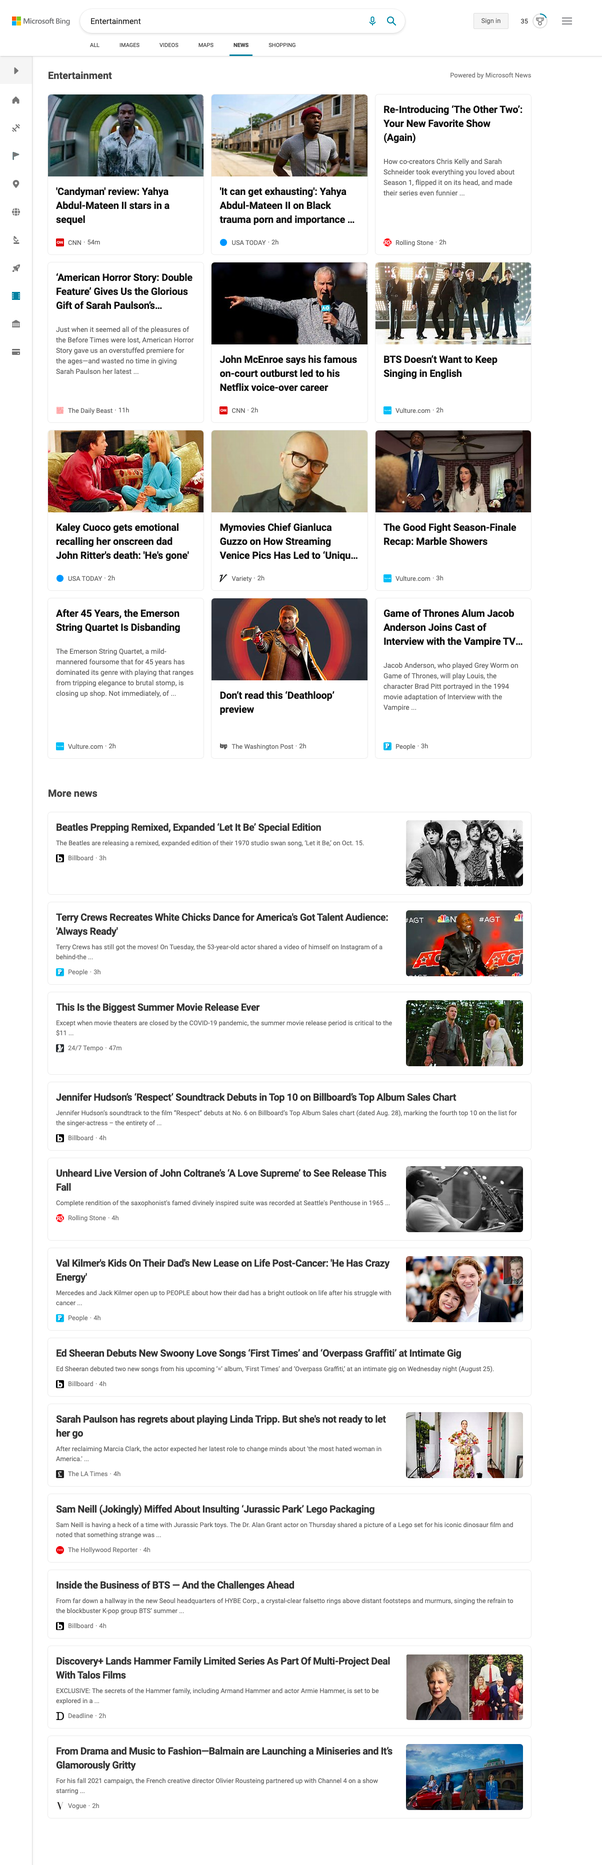 Microsoft Bing
Entertainment
Sign in
35
ALL
IMAGES
VIDEOS
MAPS
NEWS
SHOPPING
Entertainment
Powered by Microsoft News
'Candyman' review: Yahya
Abdul-Mateen II stars in a
sequel
CNN · 54m
'It can get exhausting': Yahya
Abdul-Mateen II on Black
trauma porn and importance ...
USA TODAY · 2h
Re-Introducing 'The Other Two':
Your New Favorite Show
(Again)
How co-creators Chris Kelly and Sarah
Schneider took everything you loved about
Season 1, flipped it on its head, and made
their series even funnier ...
Rolling Stone · 2h
'American Horror Story: Double
Feature' Gives Us the Glorious
Gift of Sarah Paulson's...
Just when it seemed all of the pleasures of
the Before Times were lost, American Horror
Story gave us an overstuffed premiere for
the ages—and wasted no time in giving
Sarah Paulson her latest ...
The Daily Beast · 11h
John McEnroe says his famous
on-court outburst led to his
Netflix voice-over career
CNN · 2h
BTS Doesn't Want to Keep
Singing in English
Vulture.com · 2h
Kaley Cuoco gets emotional
recalling her onscreen dad
John Ritter's death: 'He's gone'
USA TODAY · 2h
Mymovies Chief Gianluca
Guzzo on How Streaming
Venice Pics Has Led to 'Uniqu...
Variety · 2h
The Good Fight Season-Finale
Recap: Marble Showers
Vulture.com · 3h
After 45 Years, the Emerson
String Quartet Is Disbanding
The Emerson String Quartet, a mild-
mannered foursome that for 45 years has
dominated its genre with playing that ranges
from tripping elegance to brutal stomp, is
closing up shop. Not immediately, of ...
Vulture.com · 2h
Don't read this 'Deathloop'
preview
The Washington Post · 2h
Game of Thrones Alum Jacob
Anderson Joins Cast of
Interview with the Vampire TV...
Jacob Anderson, who played Grey Worm on
Game of Thrones, will play Louis, the
character Brad Pitt portrayed in the 1994
movie adaptation of Interview with the
Vampire ...
People · 3h
More news
Beatles Prepping Remixed, Expanded 'Let It Be' Special Edition
The Beatles are releasing a remixed, expanded edition of their 1970 studio swan song, 'Let it Be,' on Oct. 15.
Billboard · 3h
Terry Crews Recreates White Chicks Dance for America's Got Talent Audience:
'Always Ready'
Terry Crews has still got the moves! On Tuesday, the 53-year-old actor shared a video of himself on Instagram of a
behind-the ...
People · 3h
#AGT
#AGT
This Is the Biggest Summer Movie Release Ever
Except when movie theaters are closed by the COVID-19 pandemic, the summer movie release period is critical to the
$11 ...
24/7 Tempo · 47m
Jennifer Hudson's 'Respect' Soundtrack Debuts in Top 10 on Billboard's Top Album Sales Chart
Jennifer Hudson's soundtrack to the film "Respect" debuts at No. 6 on Billboard's Top Album Sales chart (dated Aug. 28), marking the fourth top 10 on the list for
the singer-actress – the entirety of ...
Billboard · 4h
Unheard Live Version of John Coltrane's 'A Love Supreme' to See Release This
Fall
Complete rendition of the saxophonist's famed divinely inspired suite was recorded at Seattle's Penthouse in 1965 ...
Rolling Stone · 4h
Val Kilmer's Kids On Their Dad's New Lease on Life Post-Cancer: 'He Has Crazy
Energy'
Mercedes and Jack Kilmer open up to PEOPLE about how their dad has a bright outlook on life after his struggle with
cancer ...
People · 4h
Ed Sheeran Debuts New Swoony Love Songs 'First Times' and 'Overpass Graffiti' at Intimate Gig
Ed Sheeran debuted two new songs from his upcoming '=' album, 'First Times' and 'Overpass Graffiti,' at an intimate gig on Wednesday night (August 25).
Billboard · 4h
Sarah Paulson has regrets about playing Linda Tripp. But she's not ready to let
her go
After reclaiming Marcia Clark, the actor expected her latest role to change minds about 'the most hated woman in
America.' ...
The LA Times · 4h
Sam Neill (Jokingly) Miffed About Insulting 'Jurassic Park' Lego Packaging
Sam Neill is having a heck of a time with Jurassic Park toys. The Dr. Alan Grant actor on Thursday shared a picture of a Lego set for his iconic dinosaur film and
noted that something strange was ...
The Hollywood Reporter · 4h
Inside the Business of BTS — And the Challenges Ahead
From far down a hallway in the new Seoul headquarters of HYBE Corp., a crystal-clear falsetto rings above distant footsteps and murmurs, singing the refrain to
the blockbuster K-pop group BTS' summer ...
Billboard · 4h
Discovery+ Lands Hammer Family Limited Series As Part Of Multi-Project Deal
With Talos Films
EXCLUSIVE: The secrets of the Hammer family, including Armand Hammer and actor Armie Hammer, is set to be
explored in a ...
Deadline · 2h
From Drama and Music to Fashion—Balmain are Launching a Miniseries and It's
Glamorously Gritty
For his fall 2021 campaign, the French creative director Olivier Rousteing partnered up with Channel 4 on a show
starring ...
Vogue · 2h